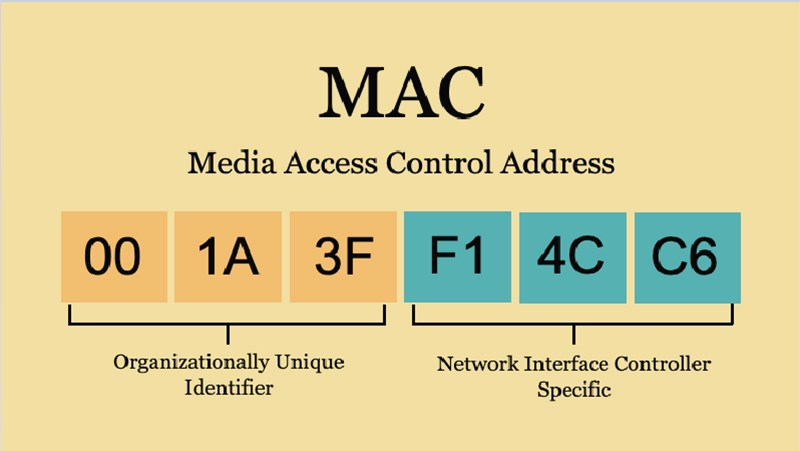 MAC
Media Access Control Address
00 1A 3F F1 4C C6
Organizationally Unique
Identifier
Network Interface Controller
Specific